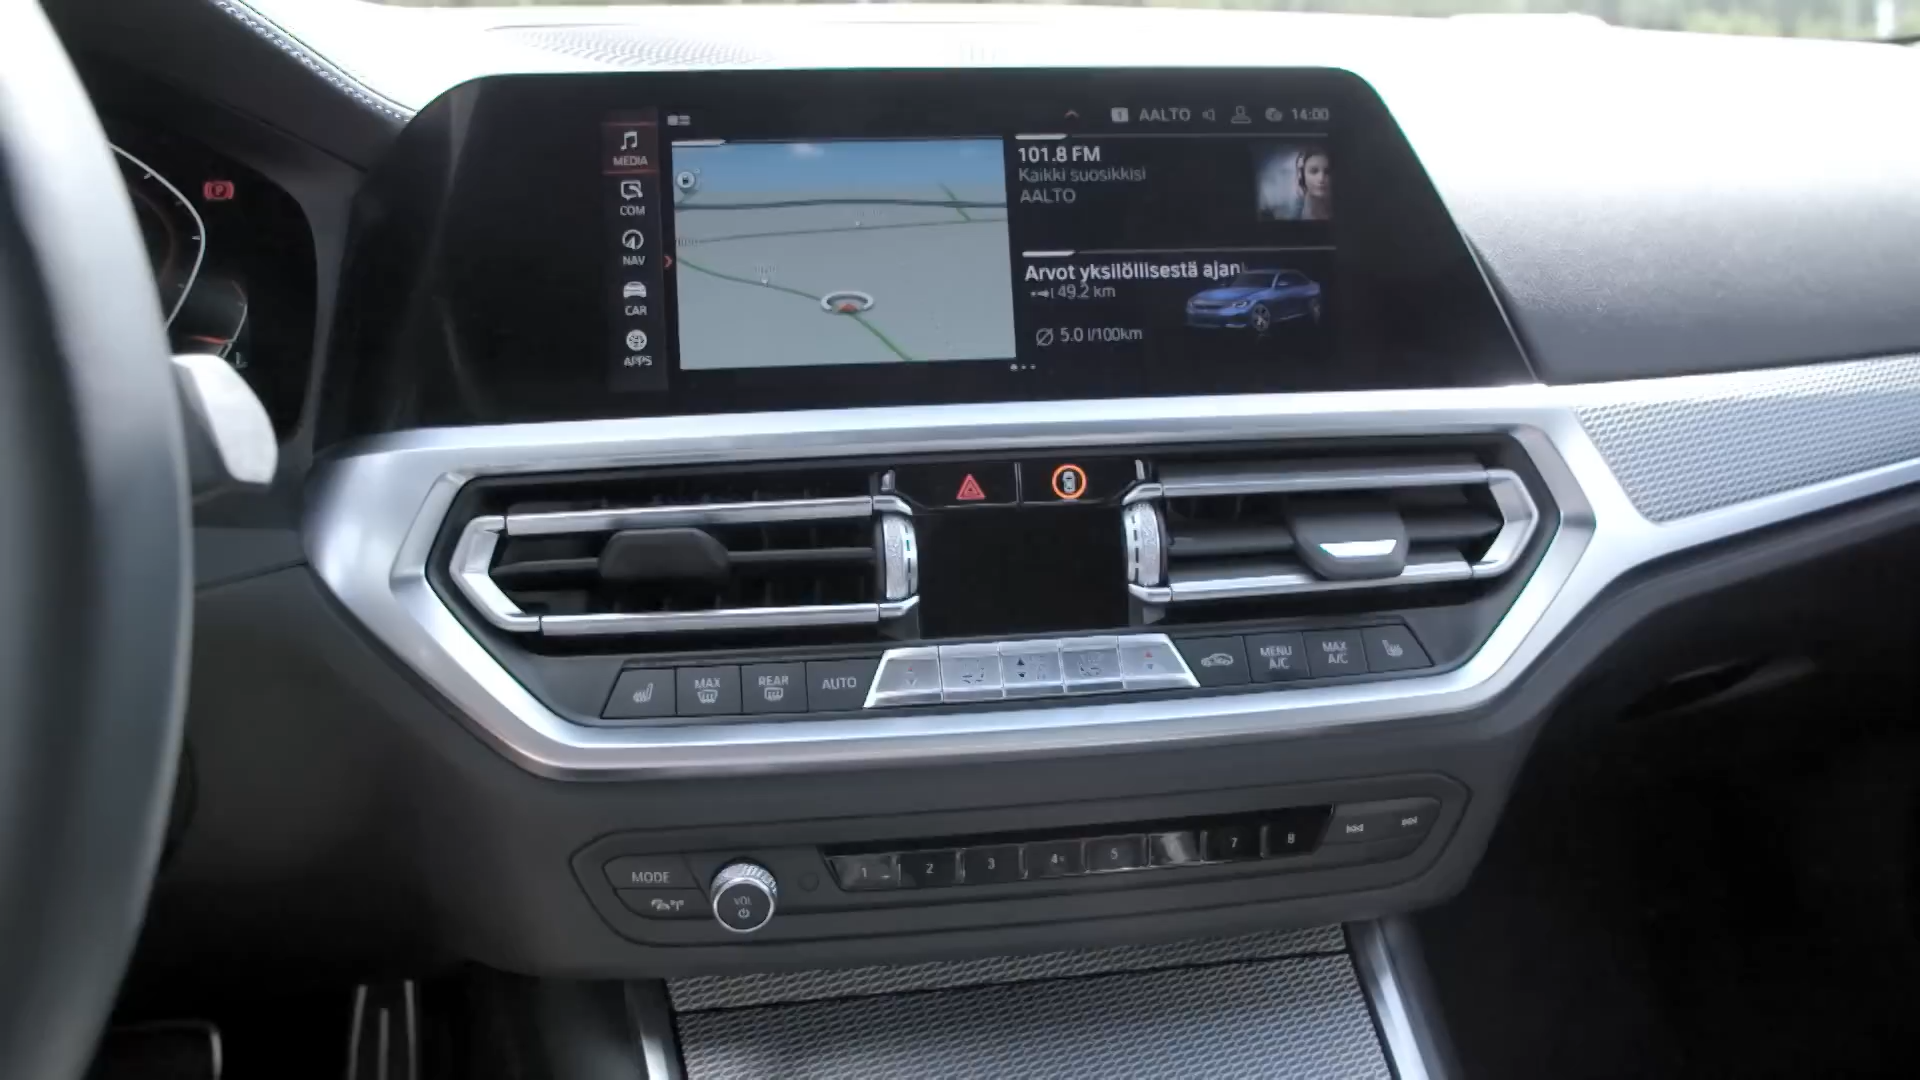 AALTO 14:00
MEDIA
COM
NAV
CAR
APPS
101.8 FM
Kaikki suosikkisi
AALTO
Arvot yksilöllisestä ajan
49.2 km
5.0 l/100km
MAX
REAR
AUTO
MENU
A/C
MAX
A/C
MODE
VOL
1 2 3 4 5 7 8